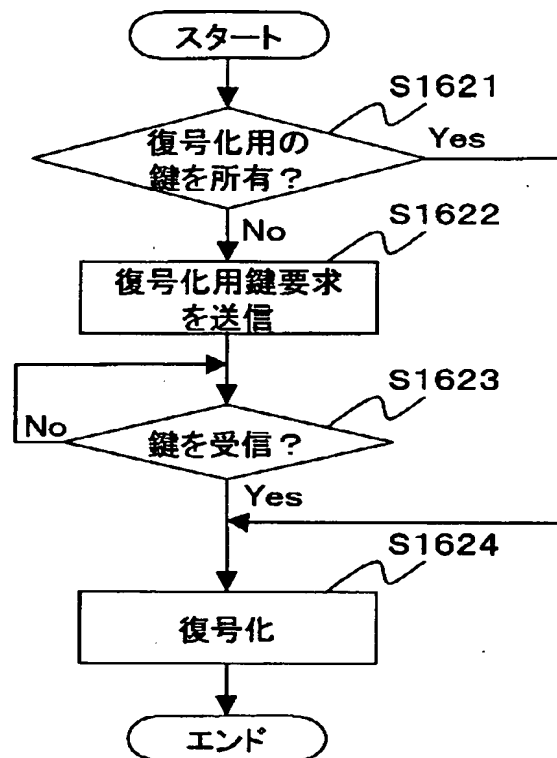 スタート
S1621
復号化用の
鍵を所有？
Yes
No
S1622
復号化用鍵要求
を送信
S1623
No
鍵を受信？
Yes
S1624
復号化
エンド